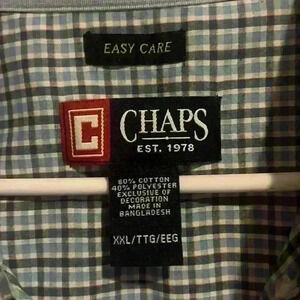 EASY CARE
C CHAPS
EST. 1978
60% COTTON
40% POLYESTER
EXCLUSIVE OF
DECORATION
MADE IN
BANGLADESH
XXL/TTG/EEG